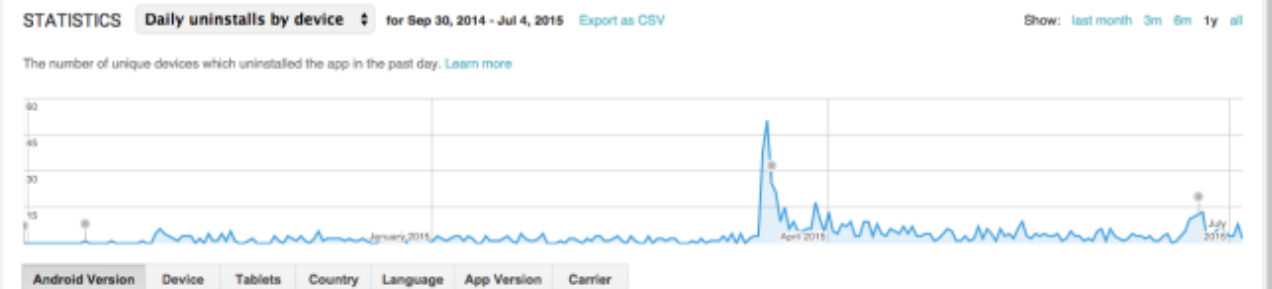 STATISTICS Daily uninstalls by device for Sep 30, 2014 - Jul 4, 2015 Export as CSV Show: last month 3m 6m 1y all
The number of unique devices which uninstalled the app in the past day. Learn more
60
45
30
15
January 2015 April 2015 July 2015
Android Version Device Tablets Country Language App Version Carrier